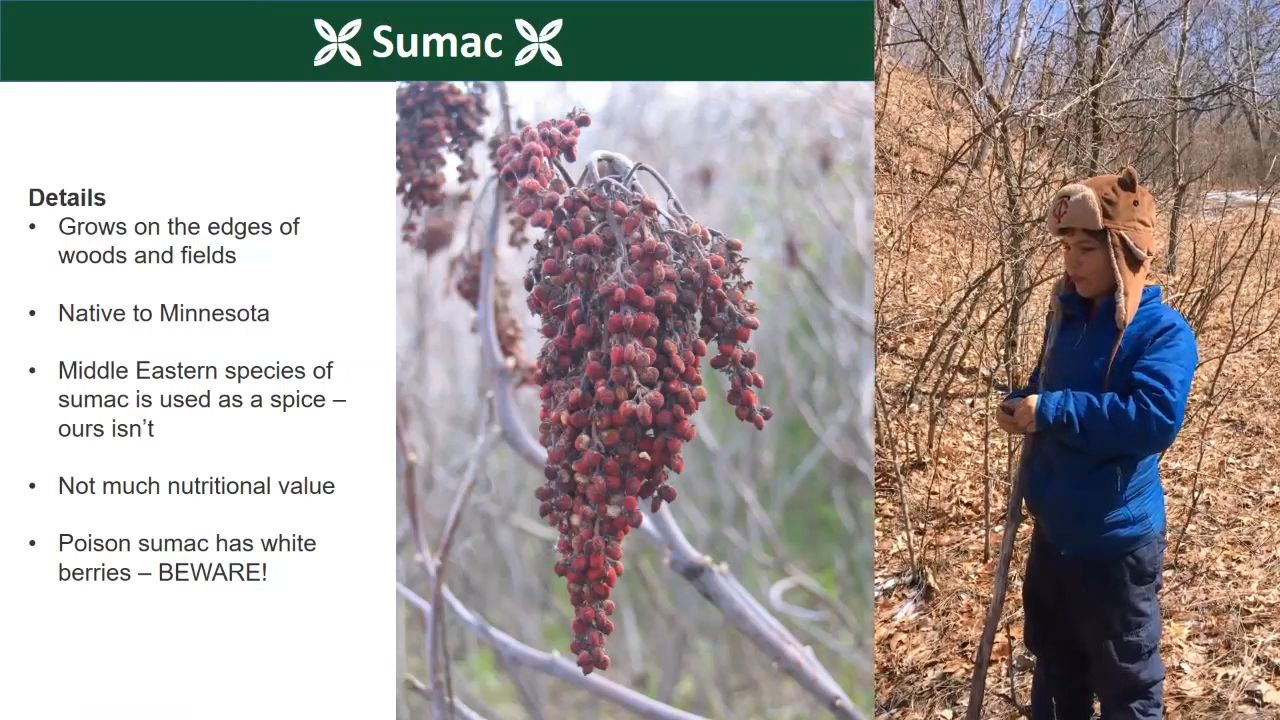 Sumac
Details
• Grows on the edges of
woods and fields
• Native to Minnesota
• Middle Eastern species of
sumac is used as a spice –
ours isn’t
• Not much nutritional value
• Poison sumac has white
berries – BEWARE!
TC